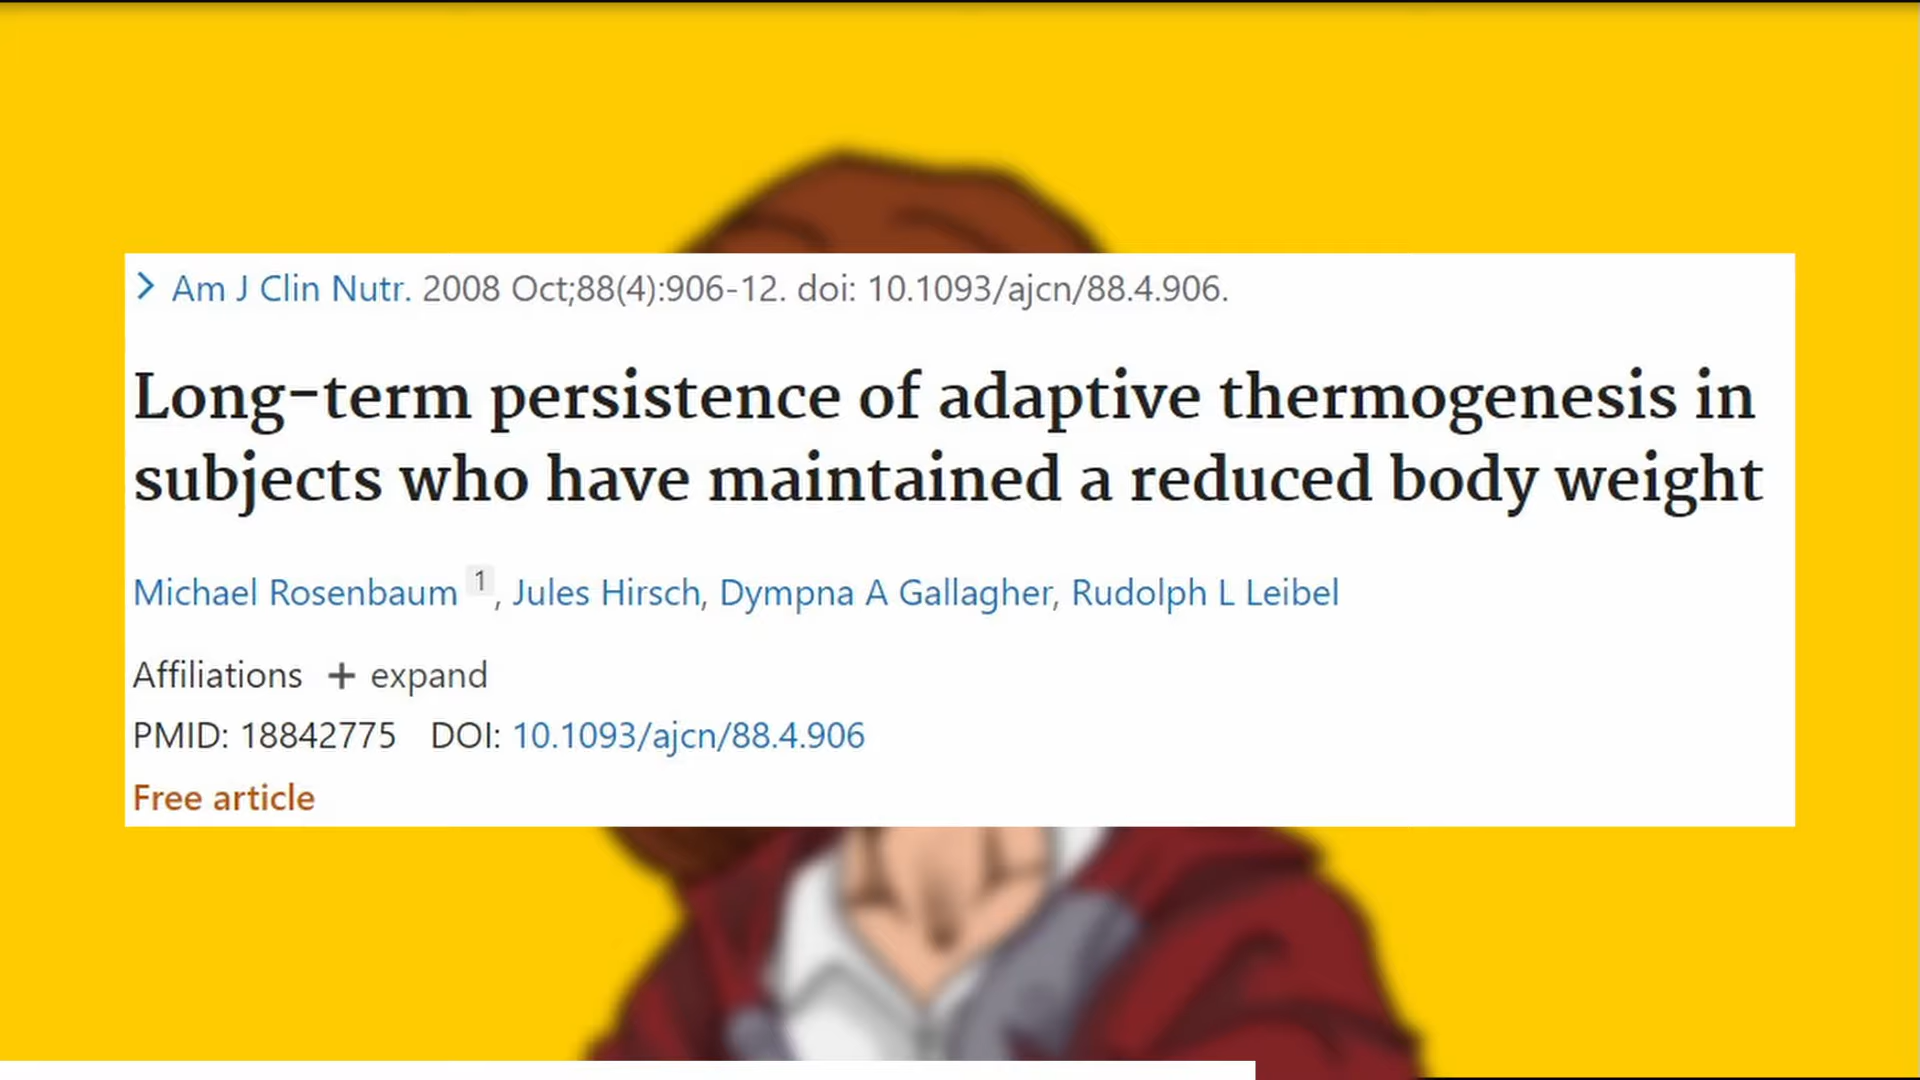 Am J Clin Nutr. 2008 Oct;88(4):906-12. doi: 10.1093/ajcn/88.4.906.
Long-term persistence of adaptive thermogenesis in
subjects who have maintained a reduced body weight
Michael Rosenbaum 1, Jules Hirsch, Dympna A Gallagher, Rudolph L Leibel
Affiliations + expand
PMID: 18842775 DOI: 10.1093/ajcn/88.4.906
Free article